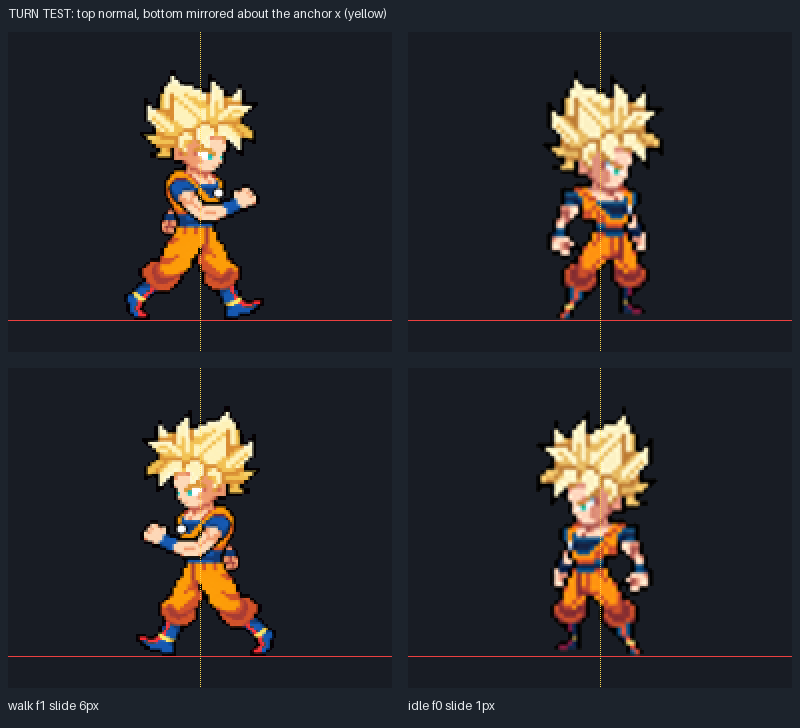 TURN TEST: top normal, bottom mirrored about the anchor x (yellow)
walk f1 slide 6px
idle f0 slide 1px